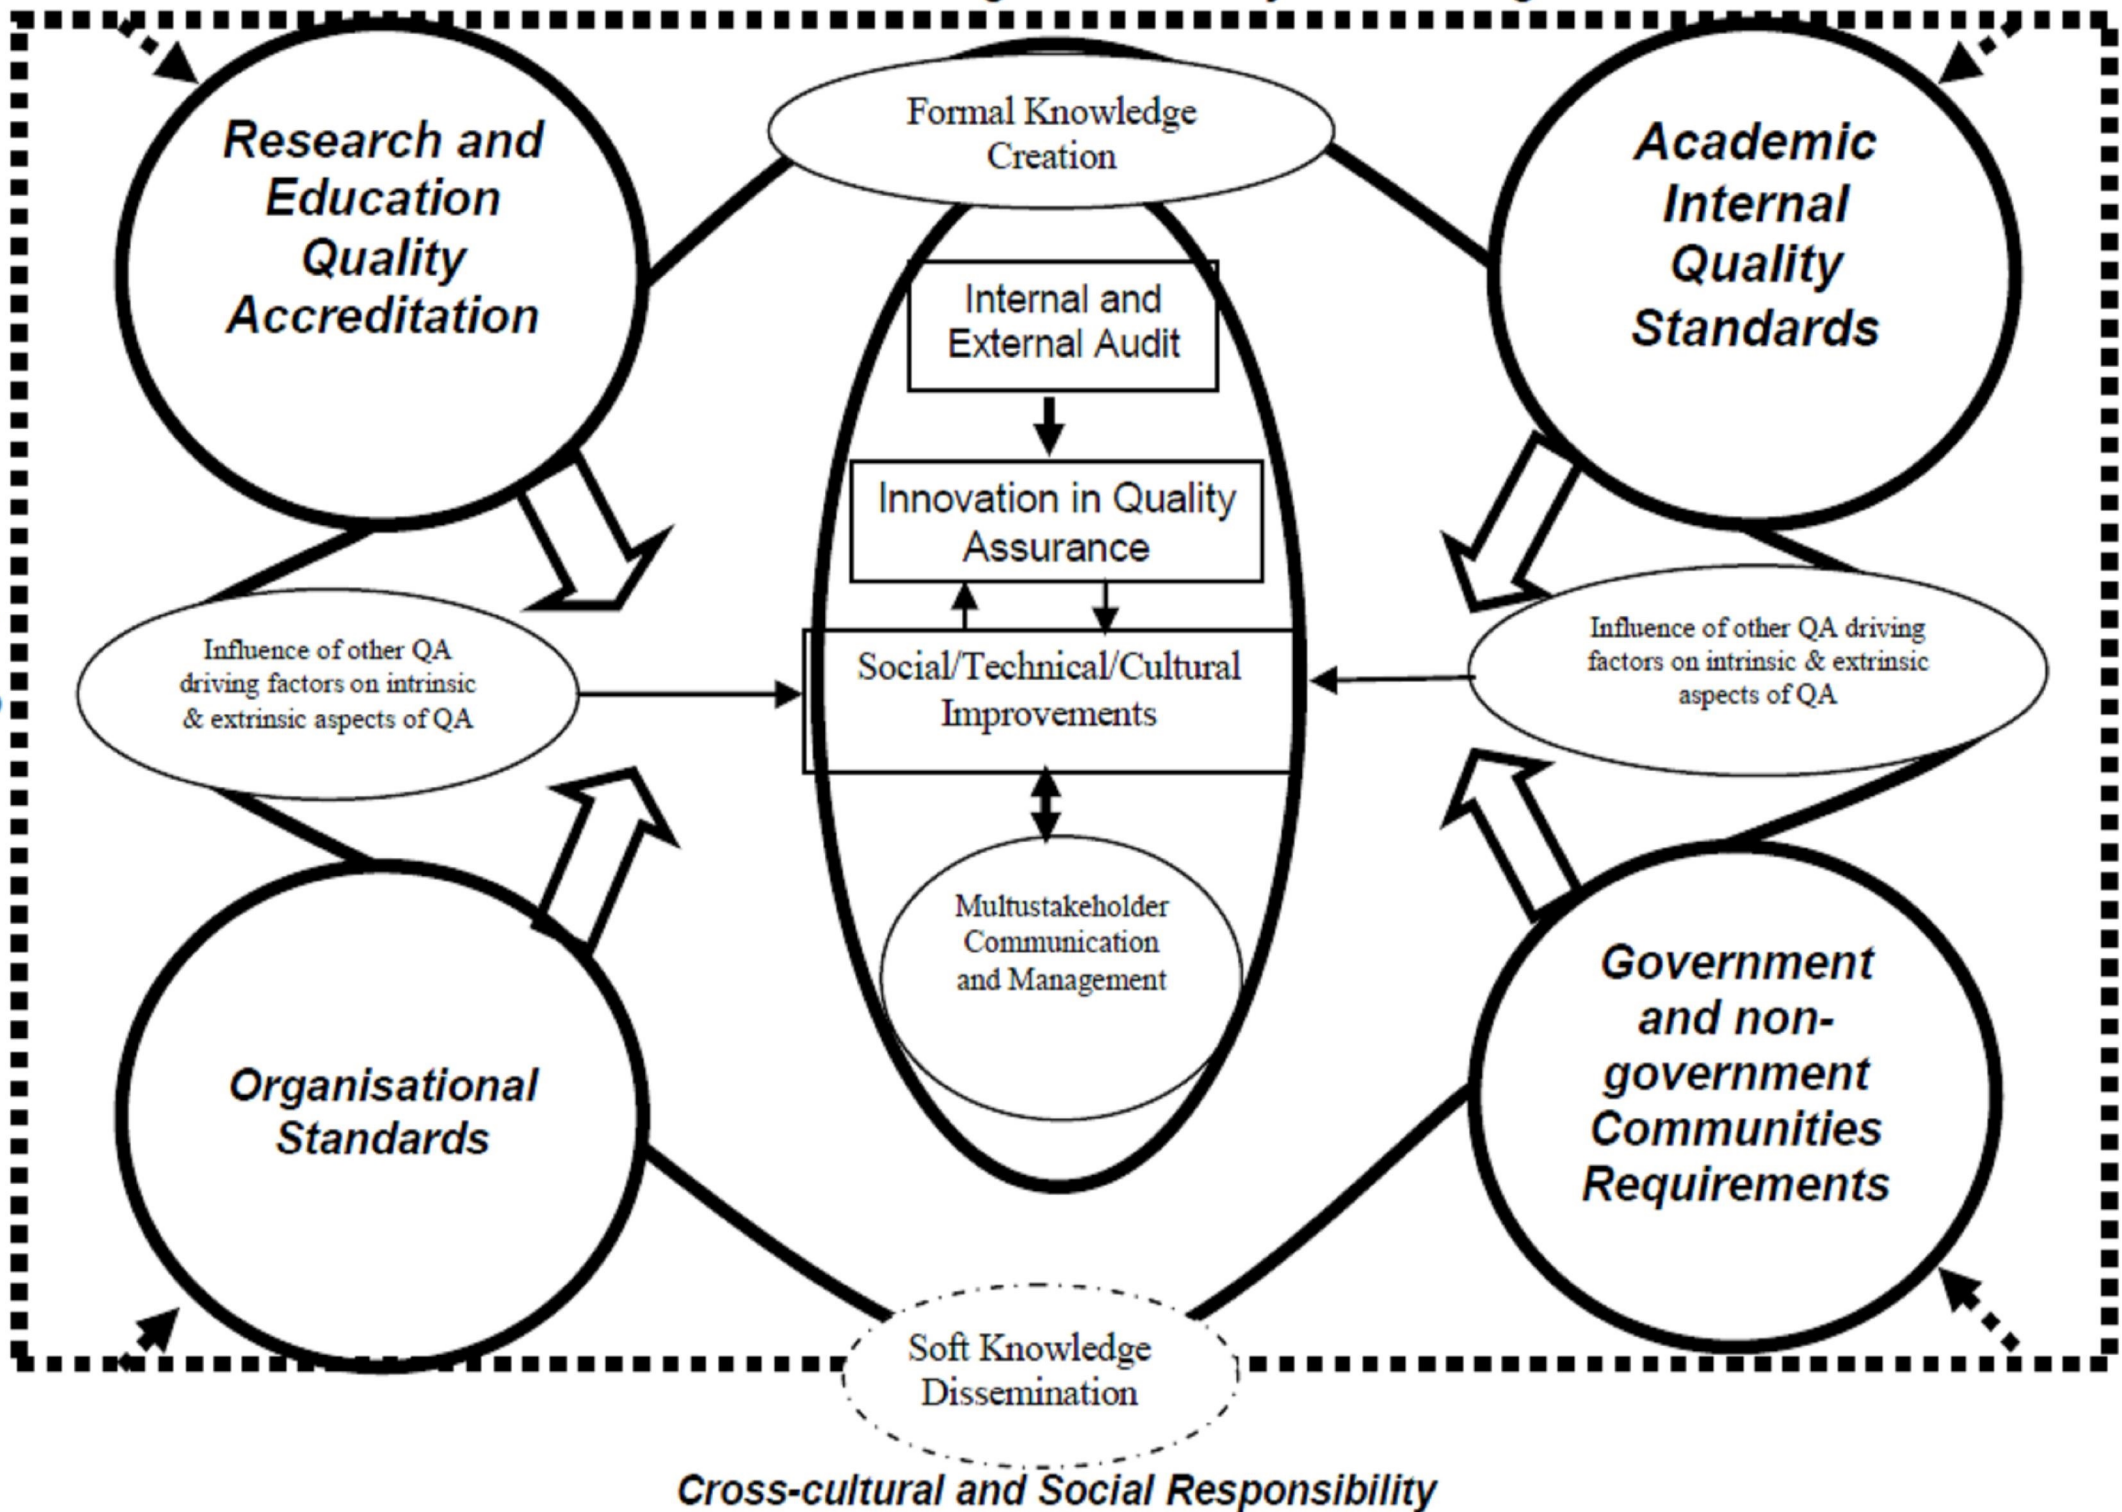 Formal Knowledge
Creation
Research and
Education
Quality
Accreditation
Academic
Internal
Quality
Standards
Internal and
External Audit
Innovation in Quality
Assurance
Influence of other QA
driving factors on intrinsic
& extrinsic aspects of QA
Social/Technical/Cultural
Improvements
Influence of other QA driving
factors on intrinsic & extrinsic
aspects of QA
Multustakeholder
Communication
and Management
Organisational
Standards
Government
and non-
government
Communities
Requirements
Soft Knowledge
Dissemination
Cross-cultural and Social Responsibility